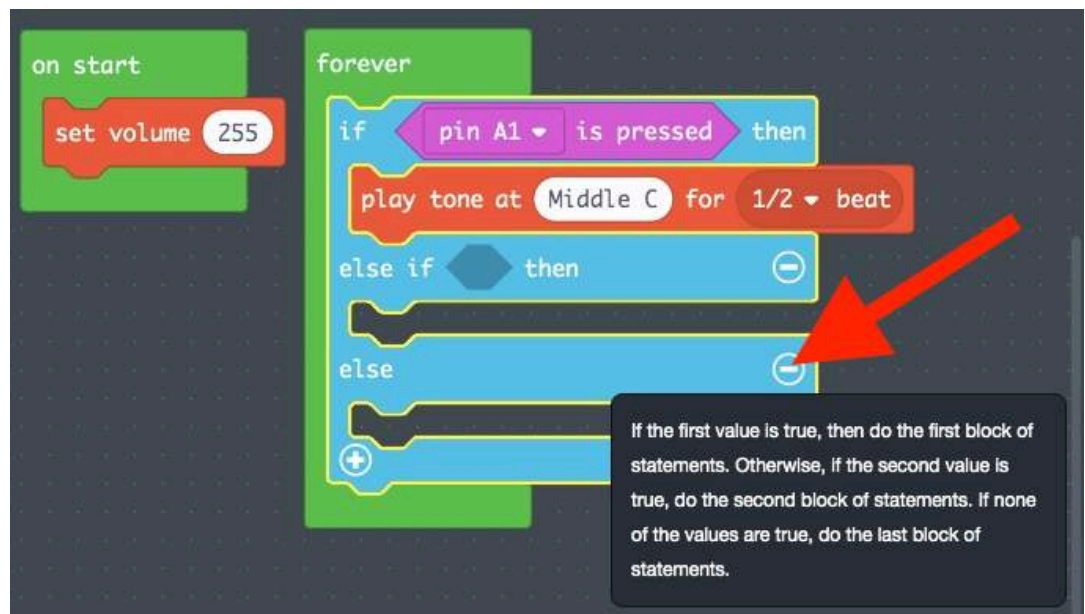 on start
set volume 255
forever
if pin A1 is pressed then
play tone at Middle C for 1/2 beat
else if then
else
If the first value is true, then do the first block of
statements. Otherwise, if the second value is
true, do the second block of statements. If none
of the values are true, do the last block of
statements.